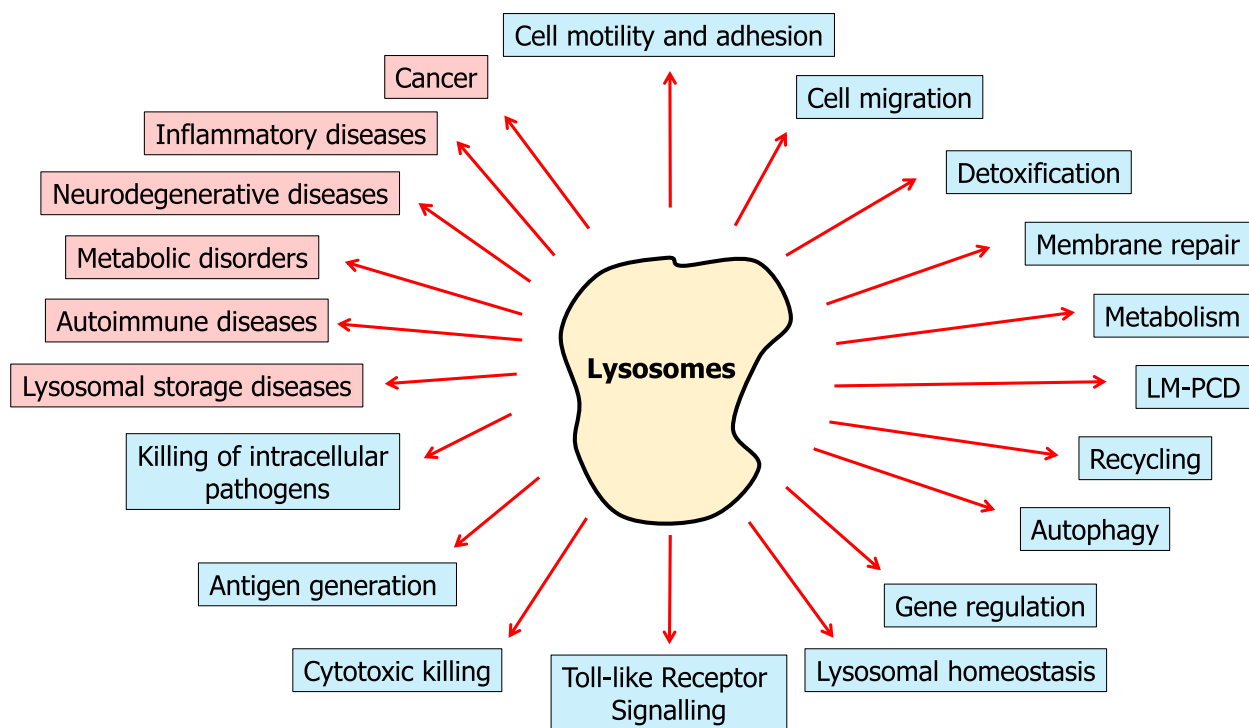 Cell motility and adhesion
Cancer
Cell migration
Inflammatory diseases
Detoxification
Neurodegenerative diseases
Membrane repair
Metabolic disorders
Metabolism
Autoimmune diseases
Lysosomes
Lysosomal storage diseases
LM-PCD
Killing of intracellular
pathogens
Recycling
Autophagy
Antigen generation
Gene regulation
Cytotoxic killing
Toll-like Receptor
Signalling
Lysosomal homeostasis